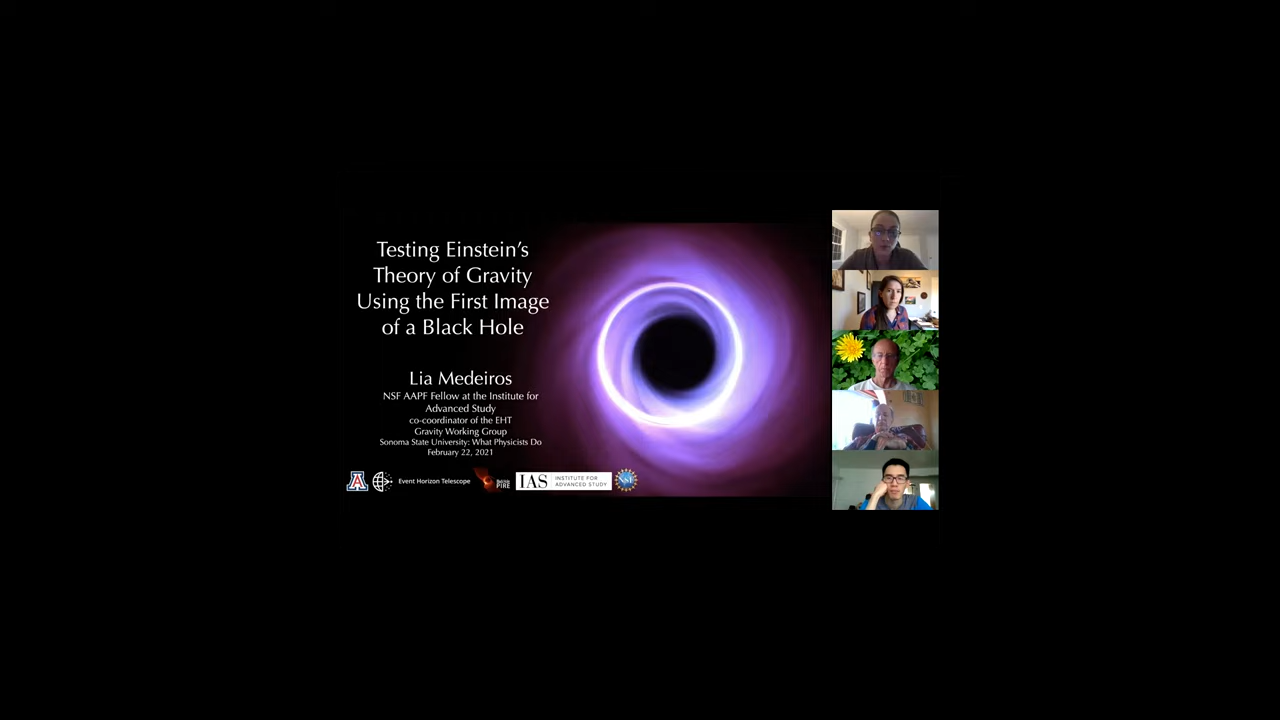 Testing Einstein's
Theory of Gravity
Using the First Image
of a Black Hole
Lia Medeiros
NSF AAPF Fellow at the Institute for
Advanced Study
co-coordinator of the EHT
Gravity Working Group
Sonoma State University: What Physicists Do
February 22, 2021
A
Event Horizon Telescope
PIRE
IAS
INSTITUTE FOR
ADVANCED STUDY
NSF